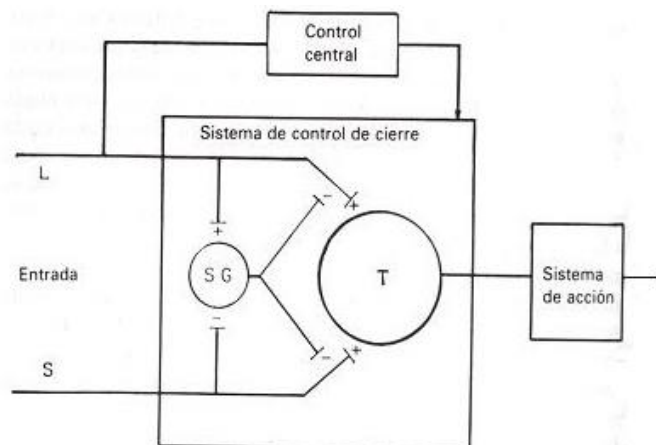 Control
central
Sistema de control de cierre
L
+
-
+
Entrada
S G
T
Sistema
de acción
-
-
+
S